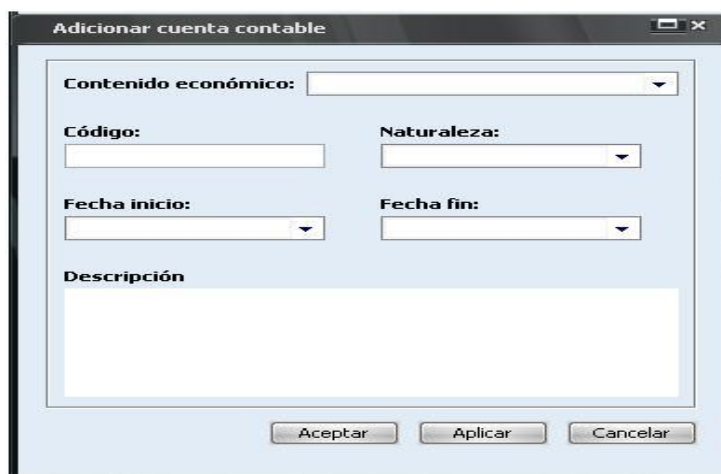 Adicionar cuenta contable
Contenido económico:
Código: Naturaleza:
Fecha inicio: Fecha fin:
Descripción
Aceptar Aplicar Cancelar